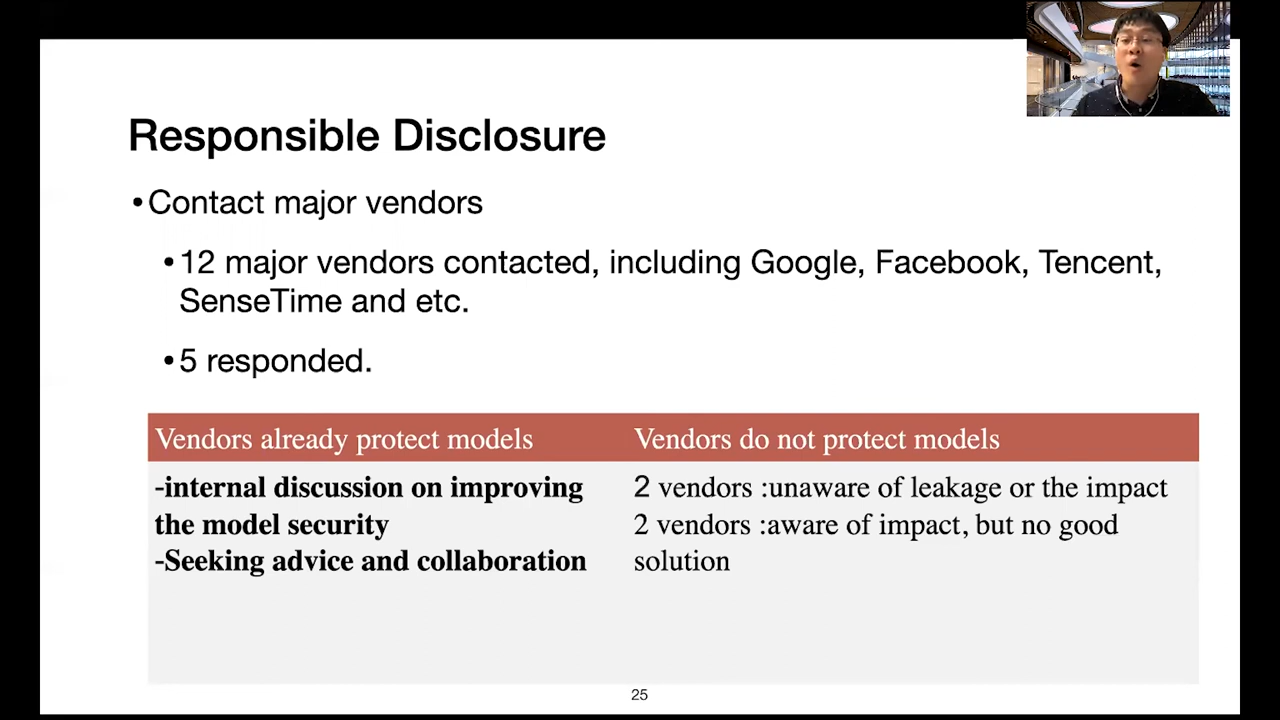 Responsible Disclosure
•Contact major vendors
•12 major vendors contacted, including Google, Facebook, Tencent,
SenseTime and etc.
•5 responded.
Vendors already protect models
-internal discussion on improving
the model security
-Seeking advice and collaboration
Vendors do not protect models
2 vendors :unaware of leakage or the impact
2 vendors :aware of impact, but no good
solution
25